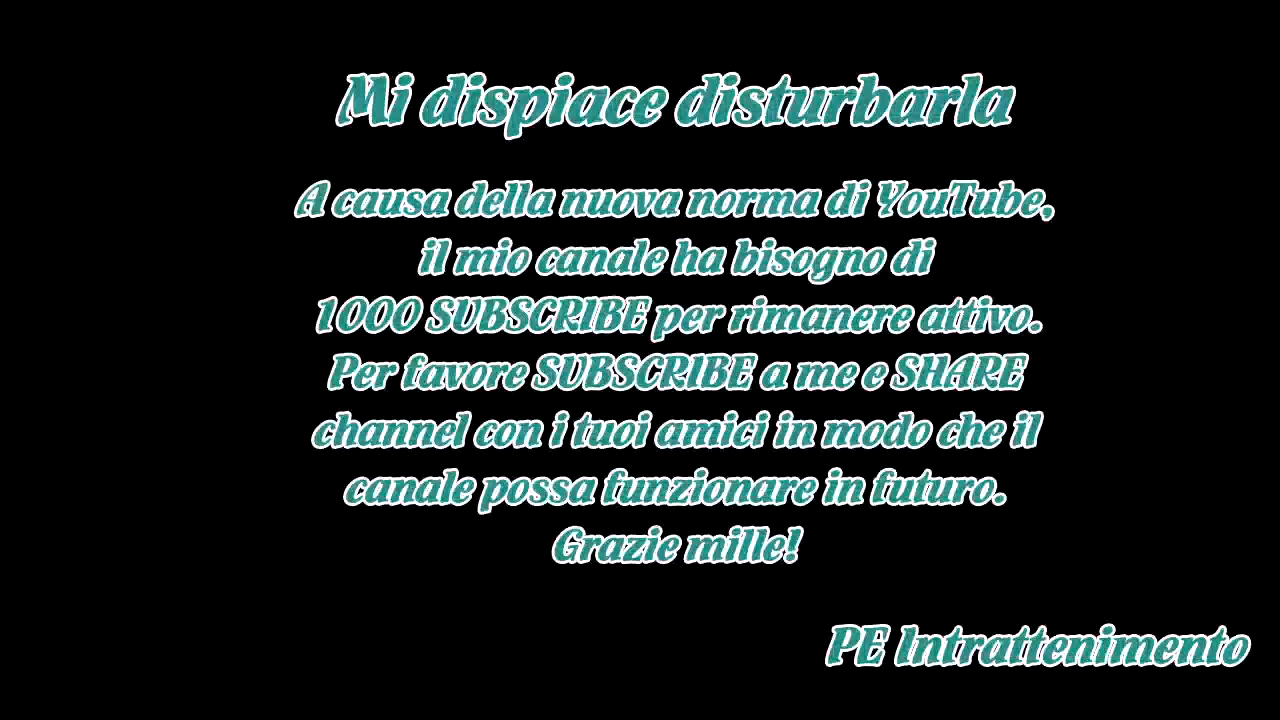 Mi dispiace disturbarla
A causa della nuova norma di YouTube,
il mio canale ha bisogno di
1000 SUBSCRIBE per rimanere attivo.
Per favore SUBSCRIBE a me e SHARE
channel con i tuoi amici in modo che il
canale possa funzionare in futuro.
Grazie mille!
PE Intrattenimento